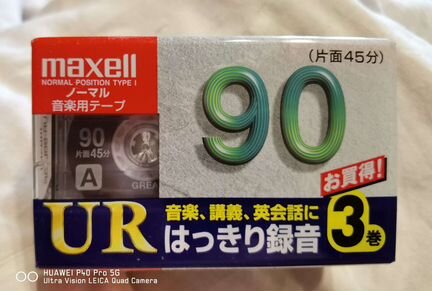 maxell
NORMAL POSITION TYPE I
ノーマル
音楽用テープ
90
(片面45分)
90
片面45分
A
お買得!
UR
音楽、講義、英会話に
はっきり録音
3巻
HUAWEI P40 Pro 5G
Ultra Vision LEICA Quad Camera